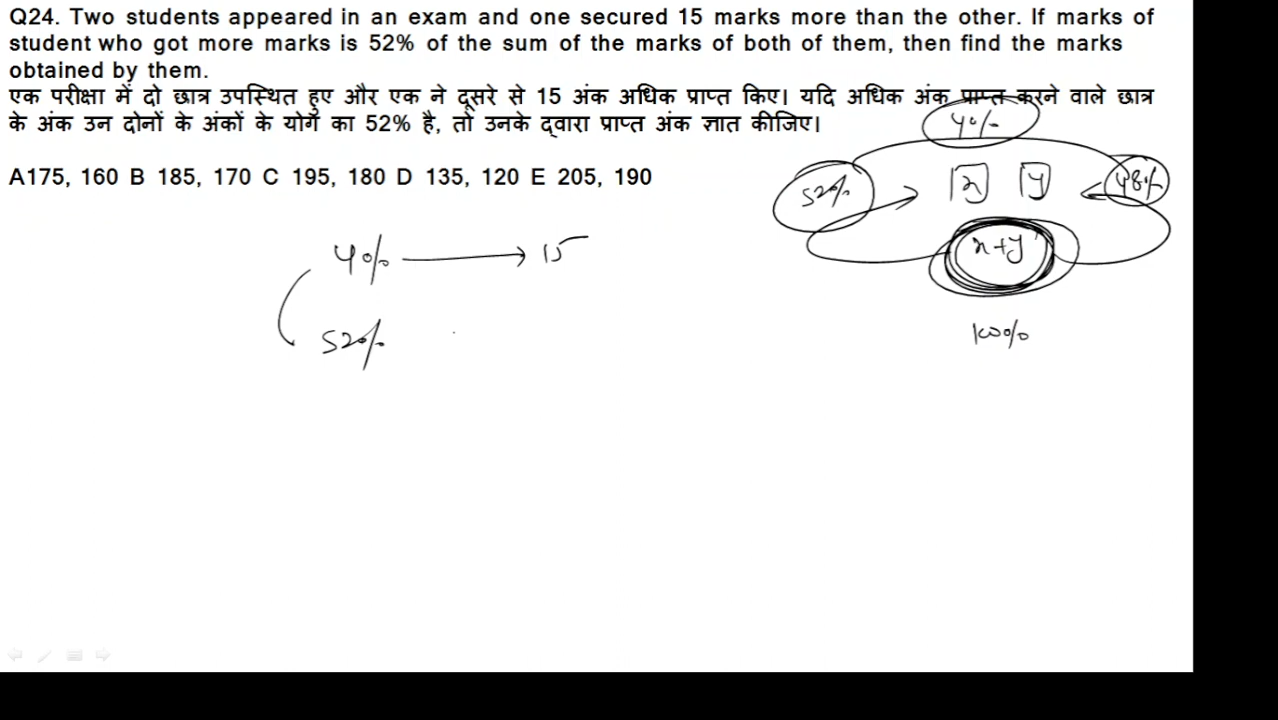 Q24. Two students appeared in an exam and one secured 15 marks more than the other. If marks of
student who got more marks is 52% of the sum of the marks of both of them, then find the marks
obtained by them.
एक परीक्षा में दो छात्र उपस्थित हुए और एक ने दूसरे से 15 अंक अधिक प्राप्त किए। यदि अधिक अंक प्राप्त करने वाले छात्र
के अंक उन दोनों के अंकों के योग का 52% है, तो उनके द्वारा प्राप्त अंक ज्ञात कीजिए।
4%
A175, 160 B 185, 170 C 195, 180 D 135, 120 E 205, 190
52% x y 48%
4% 15
x+y
52%
100%